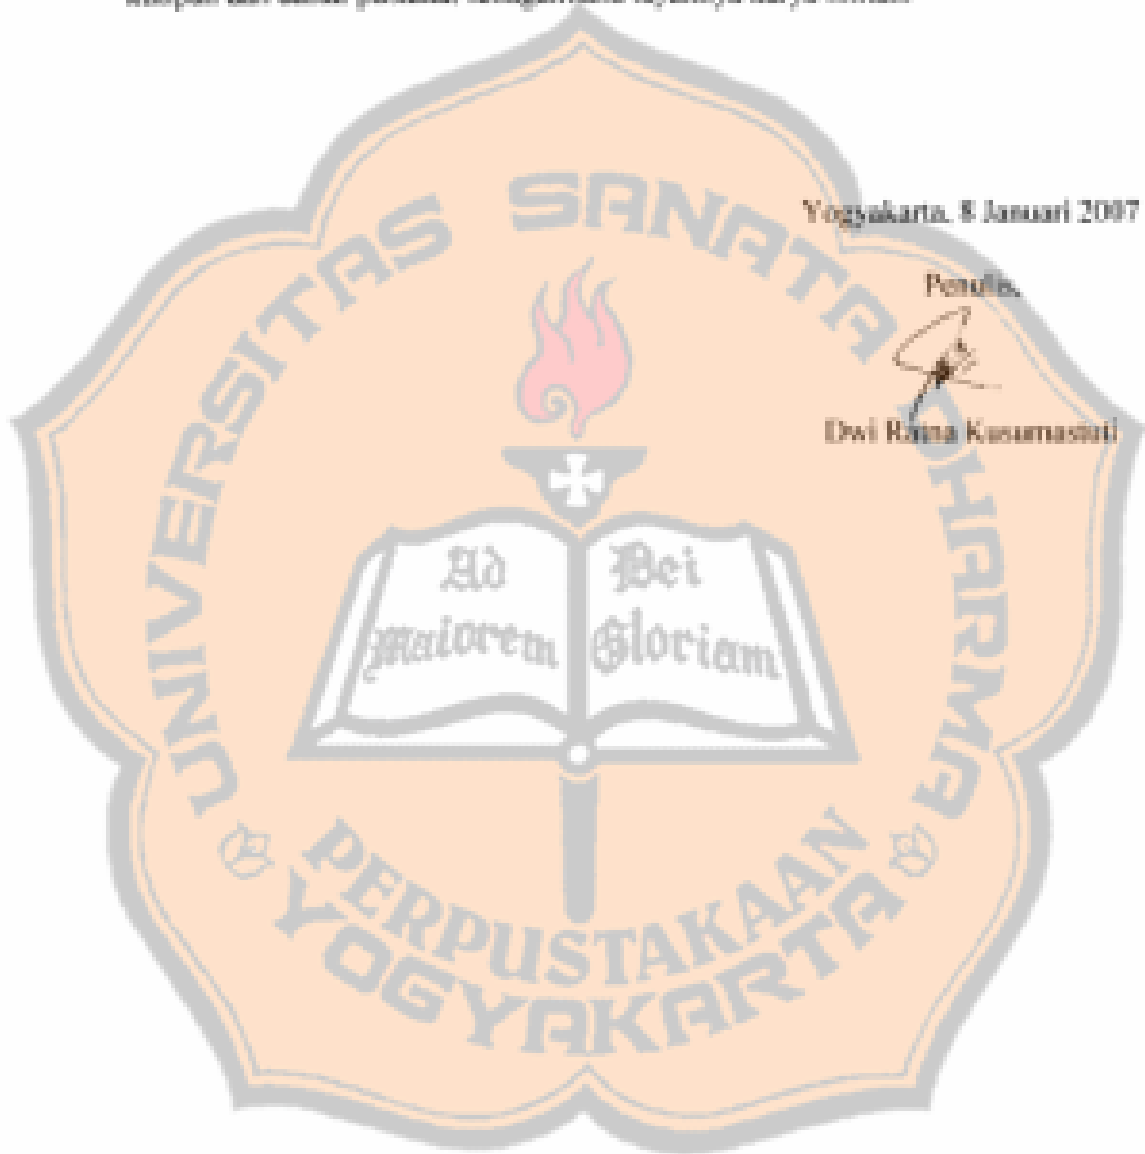 Yogyakarta, 8 Januari 2007
Penulis,
Dwi Ratna Kusumastuti
UNIVERSITAS SANATA DHARMA
Ad Dei
Maiorem Gloriam
PERPUSTAKAAN
YOGYAKARTA